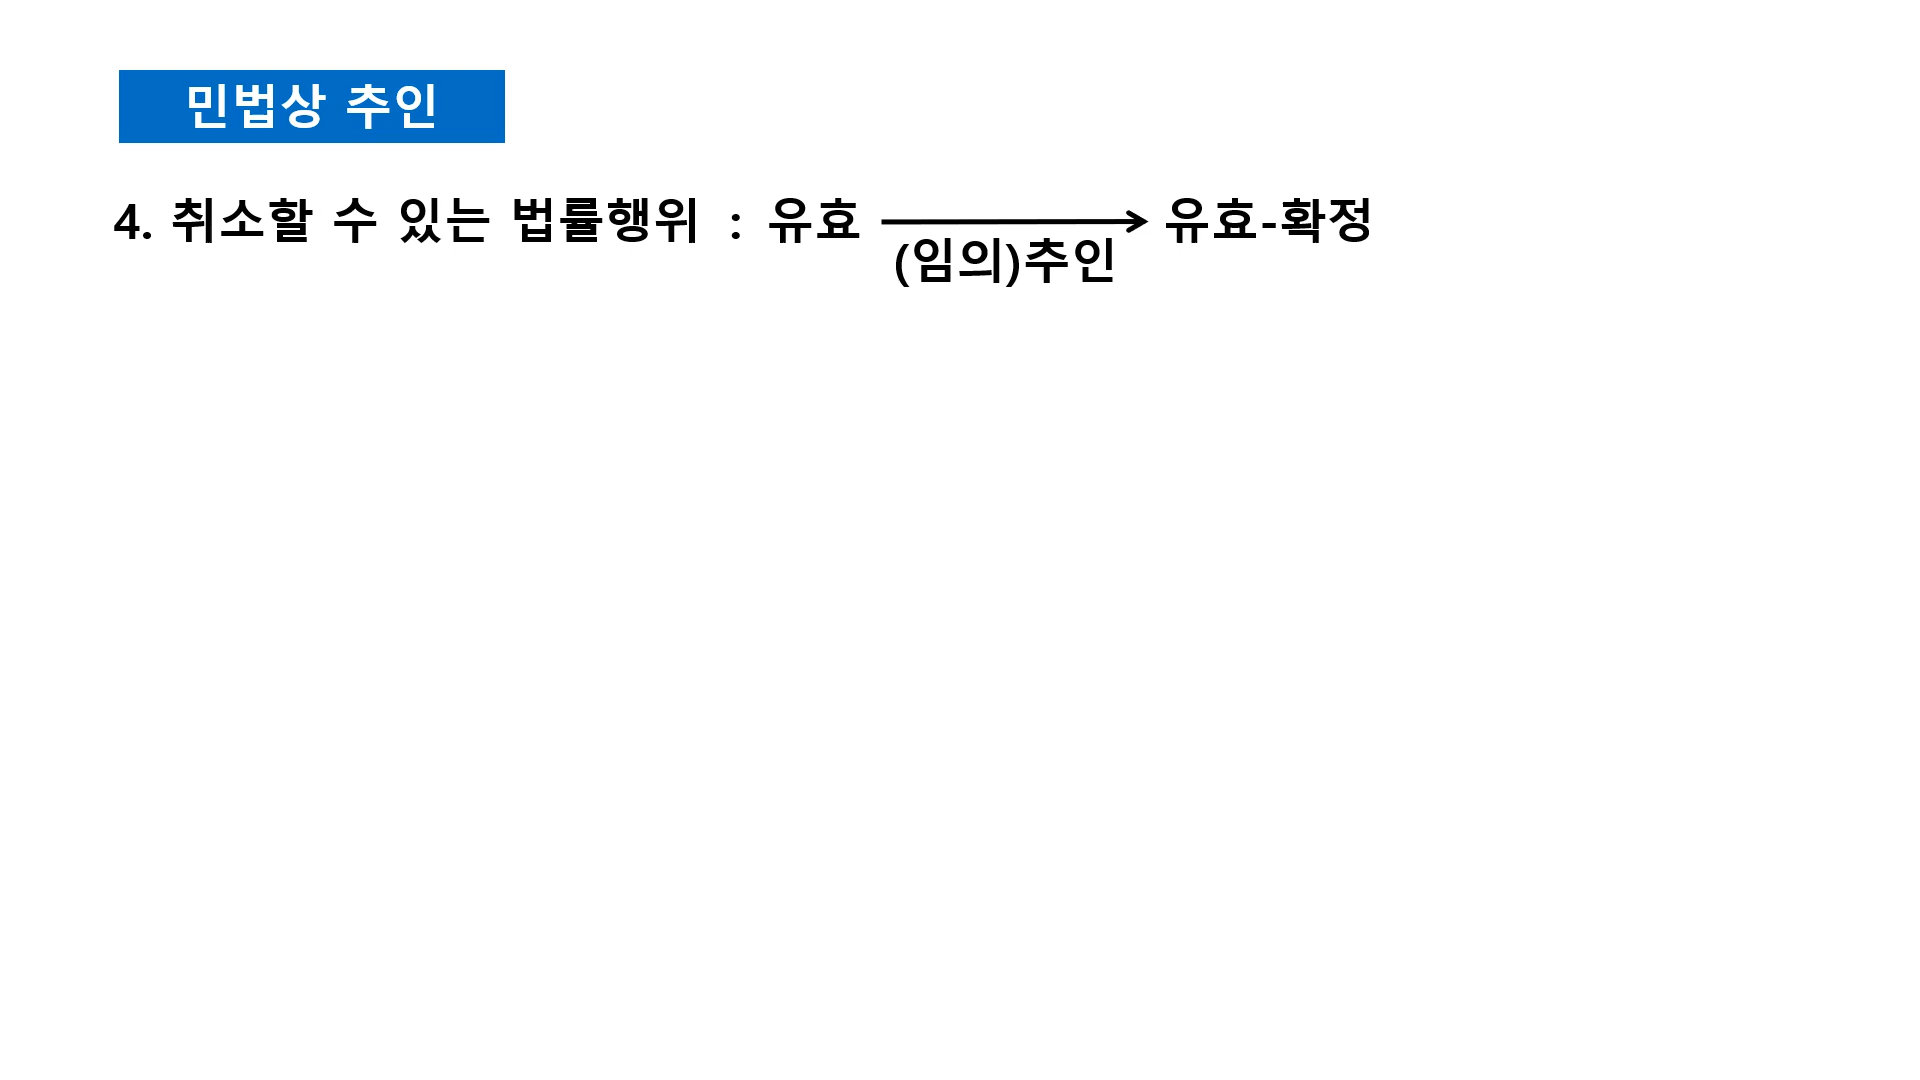 민법상 추인
4. 취소할 수 있는 법률행위 : 유효 → 유효-확정
(임의)추인